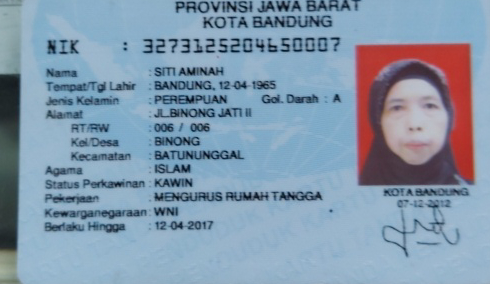 PROVINSI JAWA BARAT
KOTA BANDUNG
NIK : 3273125204650007
Nama : SITI AMINAH
Tempat/Tgl Lahir : BANDUNG, 12-04-1965
Jenis Kelamin : PEREMPUAN Gol. Darah : A
Alamat : JL.BINONG JATI II
RT/RW : 006 / 006
Kel/Desa : BINONG
Kecamatan : BATUNUNGGAL
Agama : ISLAM
Status Perkawinan : KAWIN
Pekerjaan : MENGURUS RUMAH TANGGA
Kewarganegaraan : WNI
Berlaku Hingga : 12-04-2017
KOTA BANDUNG
07-12-2012